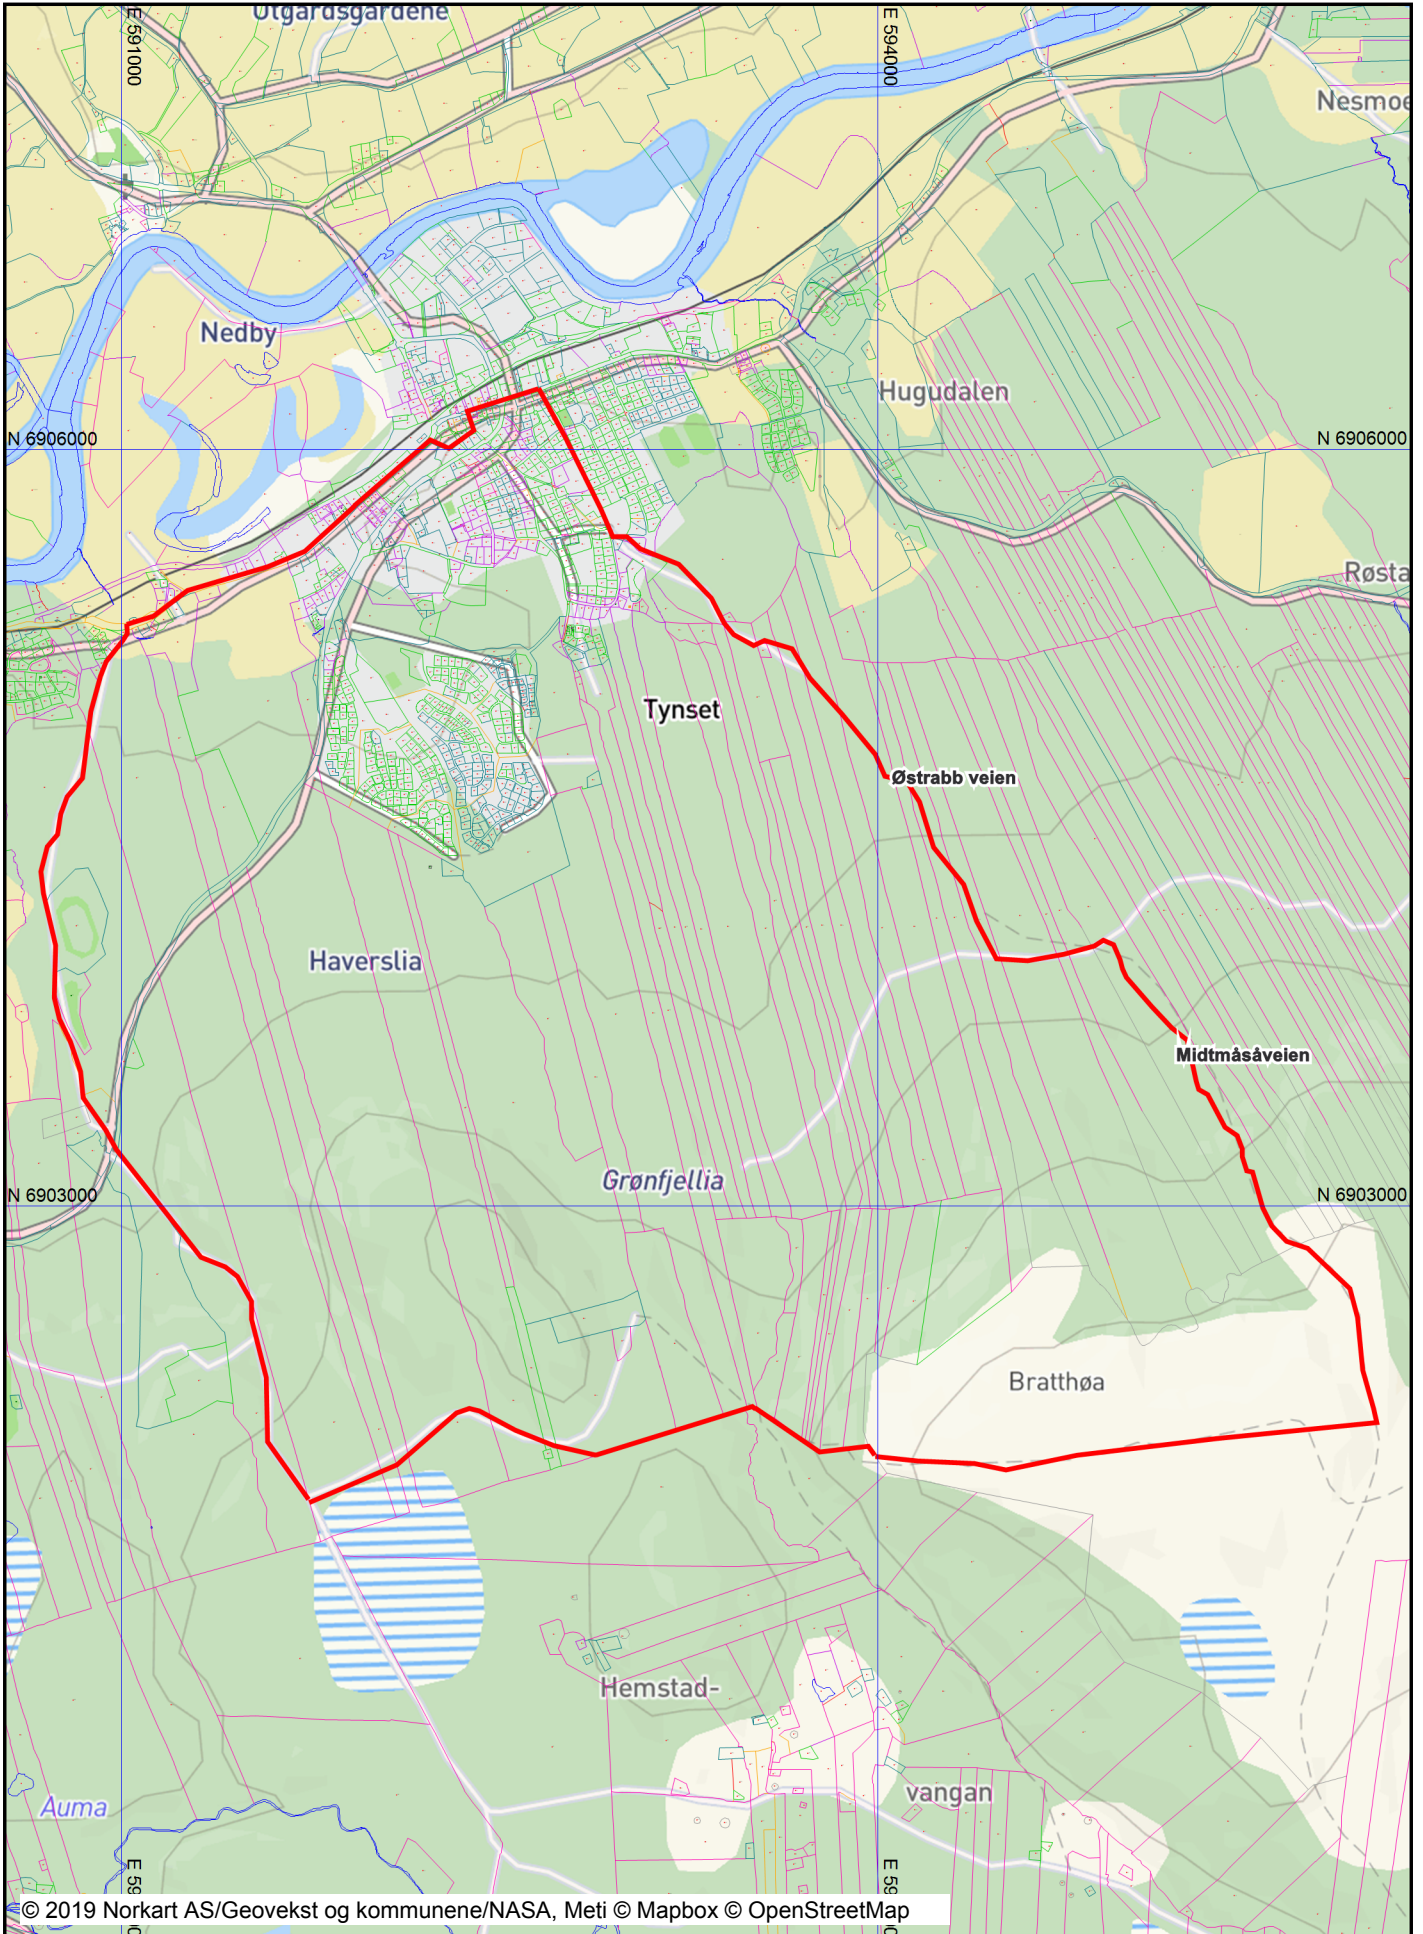 Utgardsgardene
E 591000
E 594000
Nesmoe
Nedby
Hugudalen
N 6906000
N 6906000
Røsta
Tynset
Østrabb veien
Haverslia
Midtmåsåveien
Grønfjellia
N 6903000
N 6903000
Bratthøa
Hemstad-
vangan
Auma
© 2019 Norkart AS/Geovekst og kommunene/NASA, Meti © Mapbox © OpenStreetMap